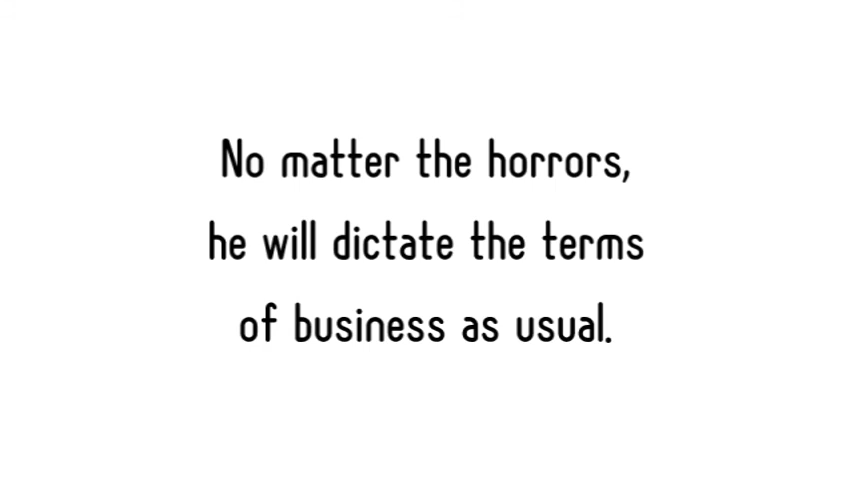 No matter the horrors,
he will dictate the terms
of business as usual.